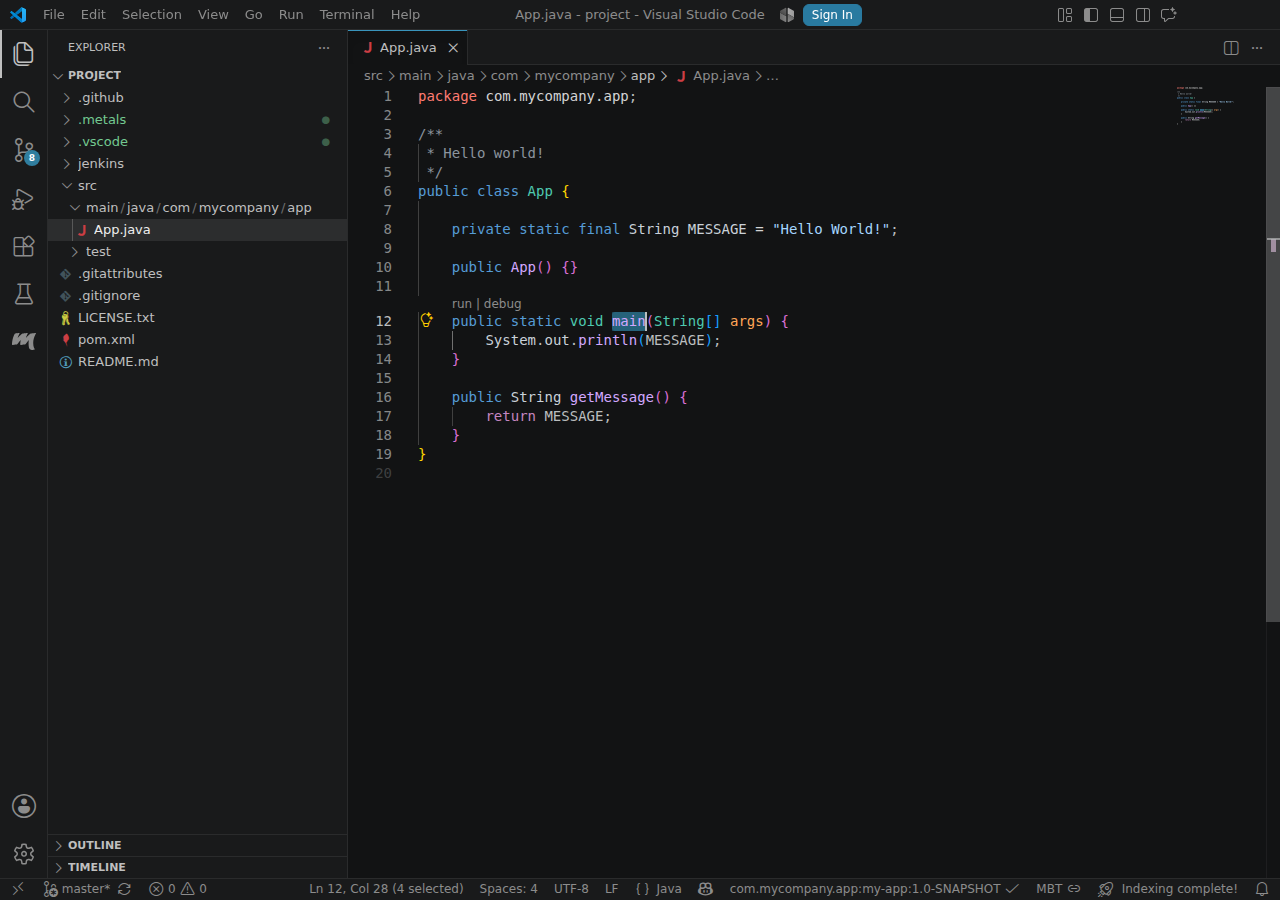 File Edit Selection View Go Run Terminal Help App.java - project - Visual Studio Code Sign In
EXPLORER
PROJECT
.github
.metals
.vscode
jenkins
src
main/java/com/mycompany/app
App.java
test
.gitattributes
.gitignore
LICENSE.txt
pom.xml
README.md
OUTLINE
TIMELINE
8
App.java
src > main > java > com > mycompany > app > App.java > ...
1 package com.mycompany.app;
2
3 /**
4 * Hello world!
5 */
6 public class App {
7
8 private static final String MESSAGE = "Hello World!";
9
10 public App() {}
11
run | debug
12 public static void main(String[] args) {
13 System.out.println(MESSAGE);
14 }
15
16 public String getMessage() {
17 return MESSAGE;
18 }
19 }
20
master* 0 0 Ln 12, Col 28 (4 selected) Spaces: 4 UTF-8 LF { } Java com.mycompany.app:my-app:1.0-SNAPSHOT MBT Indexing complete!